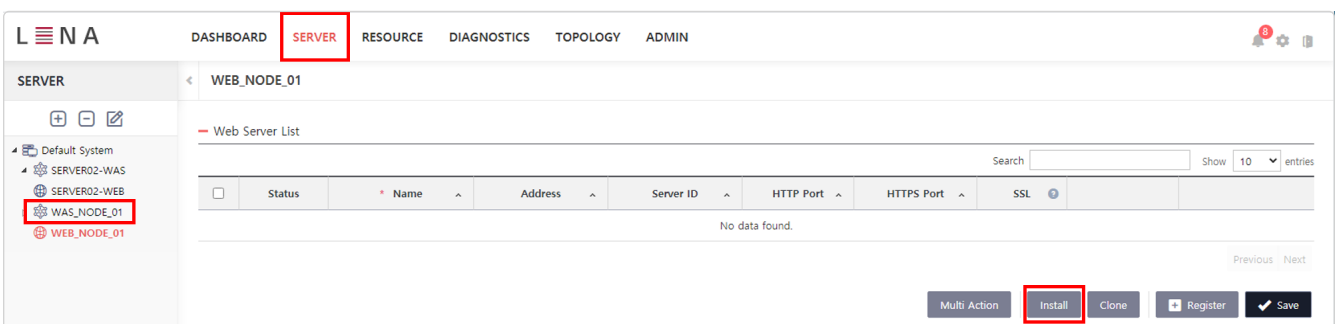 LENA
DASHBOARD SERVER RESOURCE DIAGNOSTICS TOPOLOGY ADMIN
8
SERVER
WEB_NODE_01
Web Server List
Default System
SERVER02-WAS
SERVER02-WEB
WAS_NODE_01
WEB_NODE_01
Search Show 10 entries
Status * Name Address Server ID HTTP Port HTTPS Port SSL ?
No data found.
Previous Next
Multi Action Install Clone Register Save